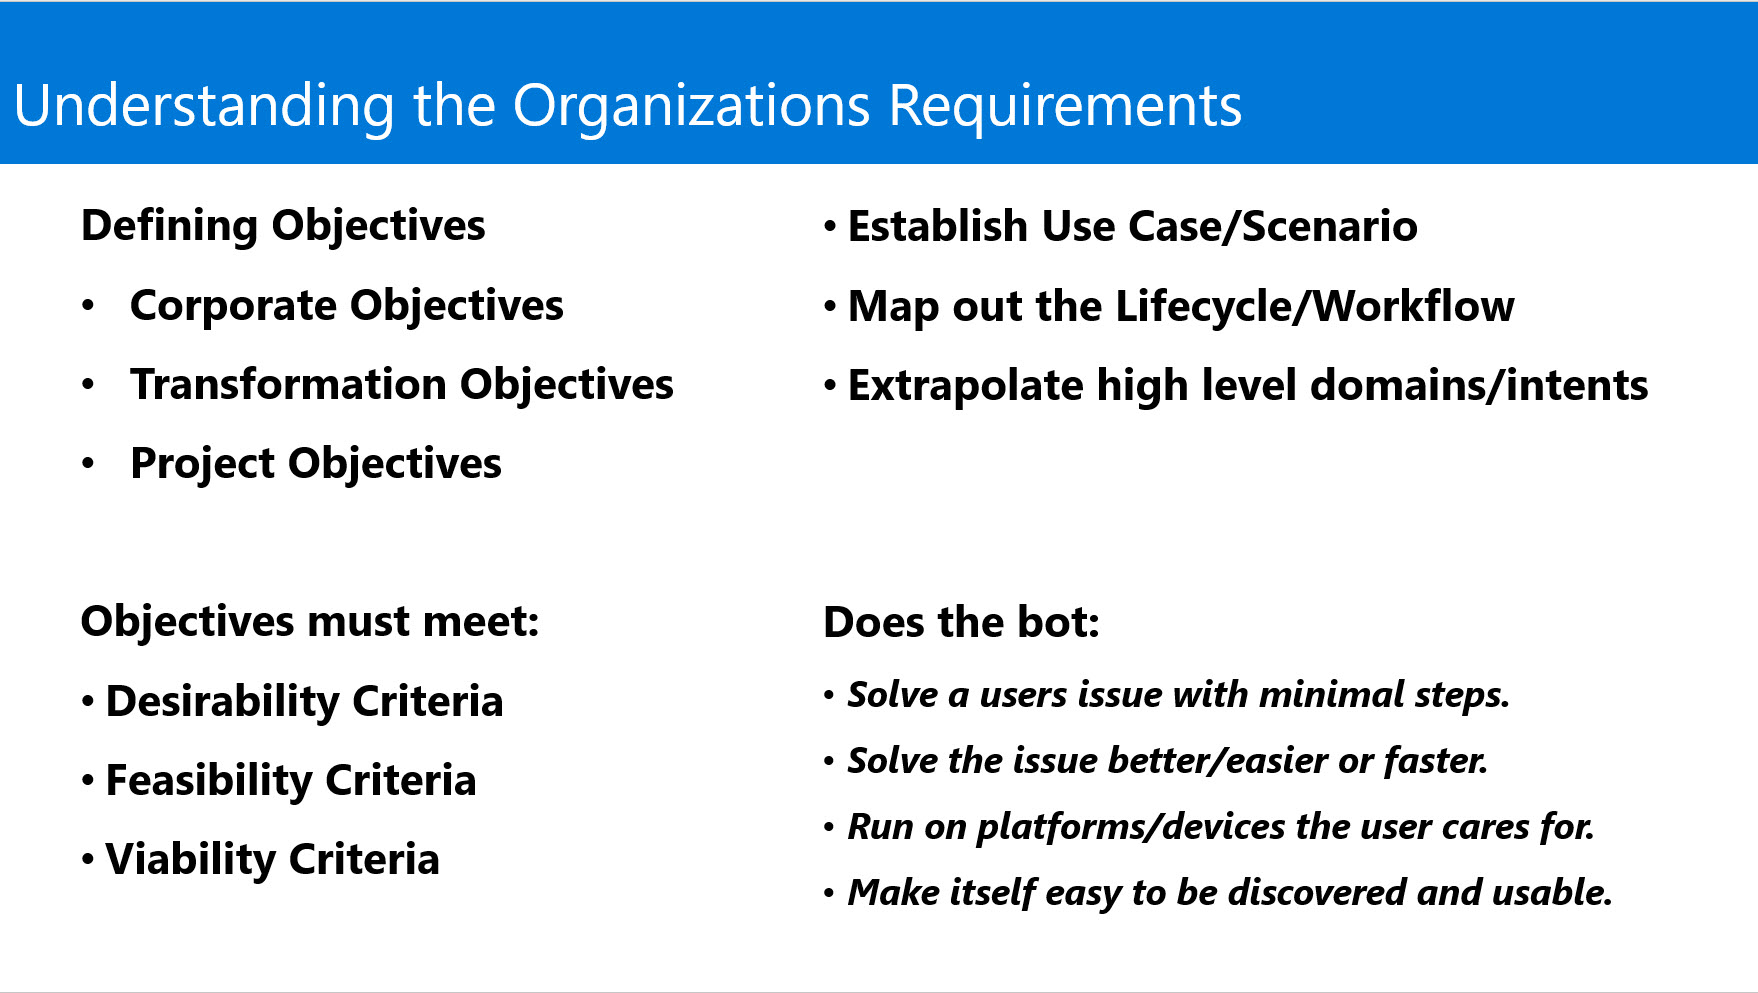 Understanding the Organizations Requirements
Defining Objectives
• Corporate Objectives
• Transformation Objectives
• Project Objectives
Objectives must meet:
• Desirability Criteria
• Feasibility Criteria
• Viability Criteria
• Establish Use Case/Scenario
• Map out the Lifecycle/Workflow
• Extrapolate high level domains/intents
Does the bot:
• Solve a users issue with minimal steps.
• Solve the issue better/easier or faster.
• Run on platforms/devices the user cares for.
• Make itself easy to be discovered and usable.